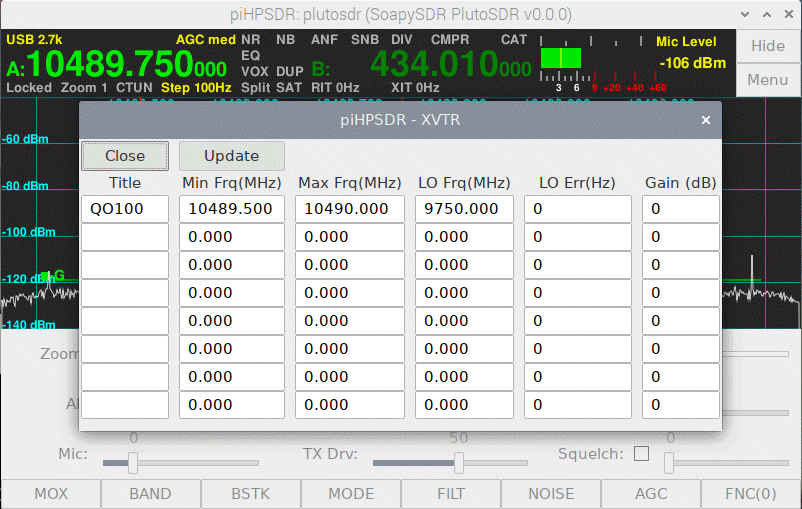 piHPSDR: plutosdr (SoapySDR PlutoSDR v0.0.0)
USB 2.7k AGC med NR NB ANF SNB DIV CMPR CAT Mic Level Hide
EQ
A:10489.750000 VOX DUP B: 434.010000 -106 dBm
Locked Zoom 1 CTUN Step 100Hz Split SAT RIT 0Hz XIT 0Hz 3 6 9 +20 +40 +60 Menu
-60 dBm
-80 dBm
-100 dBm
-120 dBm G
-140 dBm
piHPSDR - XVTR ×
Close Update
Title Min Frq(MHz) Max Frq(MHz) LO Frq(MHz) LO Err(Hz) Gain (dB)
QO100 10489.500 10490.000 9750.000 0 0
0.000 0.000 0.000 0 0
0.000 0.000 0.000 0 0
0.000 0.000 0.000 0 0
0.000 0.000 0.000 0 0
0.000 0.000 0.000 0 0
0.000 0.000 0.000 0 0
0.000 0.000 0.000 0 0
Zoom
0 50 0
Mic: TX Drv: Squelch:
MOX BAND BSTK MODE FILT NOISE AGC FNC(0)